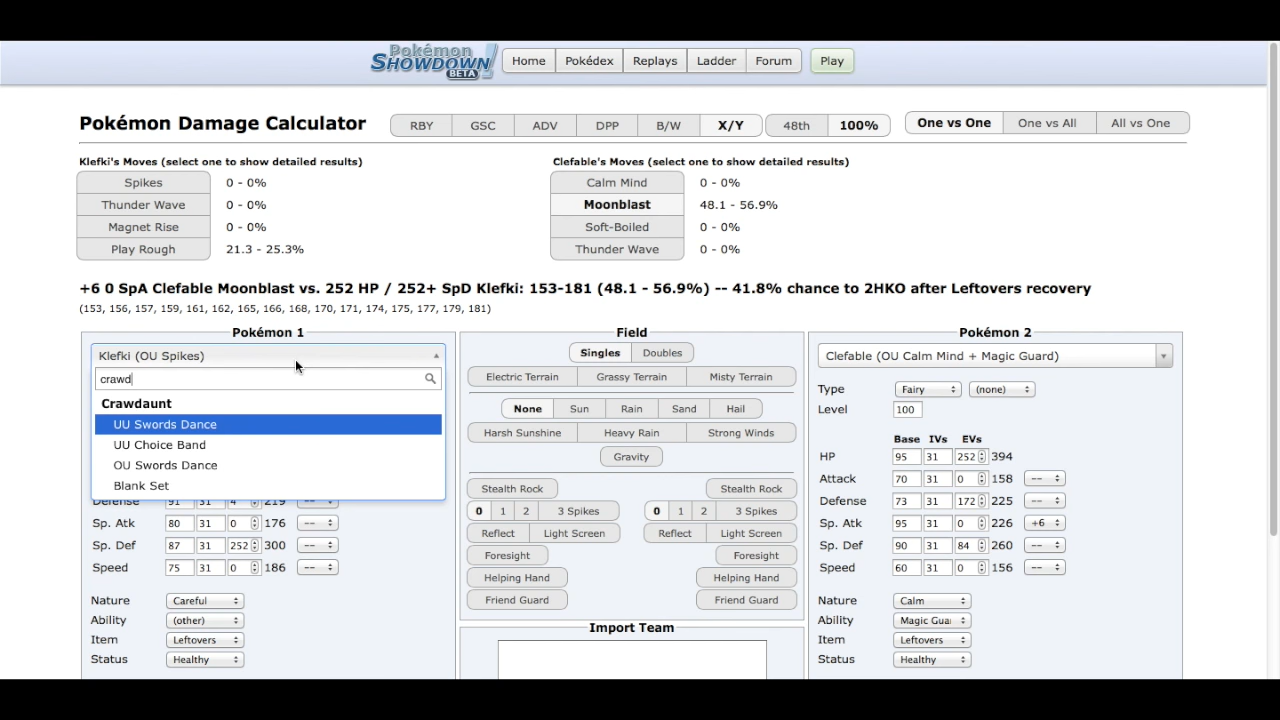 Pokémon
SHOWDOWN!
BETA
Home Pokédex Replays Ladder Forum Play
Pokémon Damage Calculator RBY GSC ADV DPP B/W X/Y 48th 100% One vs One One vs All All vs One
Klefki's Moves (select one to show detailed results) Clefable's Moves (select one to show detailed results)
Spikes 0 - 0% Calm Mind 0 - 0%
Thunder Wave 0 - 0% Moonblast 48.1 - 56.9%
Magnet Rise 0 - 0% Soft-Boiled 0 - 0%
Play Rough 21.3 - 25.3% Thunder Wave 0 - 0%
+6 0 SpA Clefable Moonblast vs. 252 HP / 252+ SpD Klefki: 153-181 (48.1 - 56.9%) -- 41.8% chance to 2HKO after Leftovers recovery
(153, 156, 157, 159, 161, 162, 165, 166, 168, 170, 171, 174, 175, 177, 179, 181)
Pokémon 1
Klefki (OU Spikes)
crawd
Crawdaunt
UU Swords Dance
UU Choice Band
OU Swords Dance
Blank Set
Defense 91 31 4 219 --
Sp. Atk 80 31 0 176 --
Sp. Def 87 31 252 300 --
Speed 75 31 0 186 --
Nature Careful
Ability (other)
Item Leftovers
Status Healthy
Field
Singles Doubles
Electric Terrain Grassy Terrain Misty Terrain
None Sun Rain Sand Hail
Harsh Sunshine Heavy Rain Strong Winds
Gravity
Stealth Rock Stealth Rock
0 1 2 3 Spikes 0 1 2 3 Spikes
Reflect Light Screen Reflect Light Screen
Foresight Foresight
Helping Hand Helping Hand
Friend Guard Friend Guard
Import Team
Pokémon 2
Clefable (OU Calm Mind + Magic Guard)
Type Fairy (none)
Level 100
Base IVs EVs
HP 95 31 252 394
Attack 70 31 0 158 --
Defense 73 31 172 225 --
Sp. Atk 95 31 0 226 +6
Sp. Def 90 31 84 260 --
Speed 60 31 0 156 --
Nature Calm
Ability Magic Gua
Item Leftovers
Status Healthy